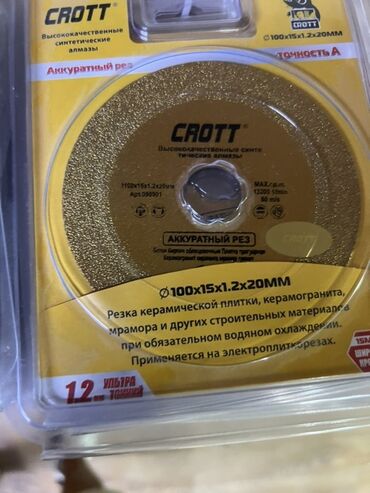 CROTT
Высококачественные
синтетические
алмазы
Аккуратный рез
CROTT
Ø100x15x1.2x20MM
точность А
CROTT
Высококачественные синте
тические алмазы
MAX.r.p.m.
80 m/s
АККУРАТНЫЙ РЕЗ
CROTT
Ø100x15x1.2x20MM
Резка керамической плитки, керамогранита,
мрамора и других строительных материалов
при обязательном водяном охлаждении.
Применяется на электроплиткорезах.
1.2 УЛЬТРА
ТОНКИЙ